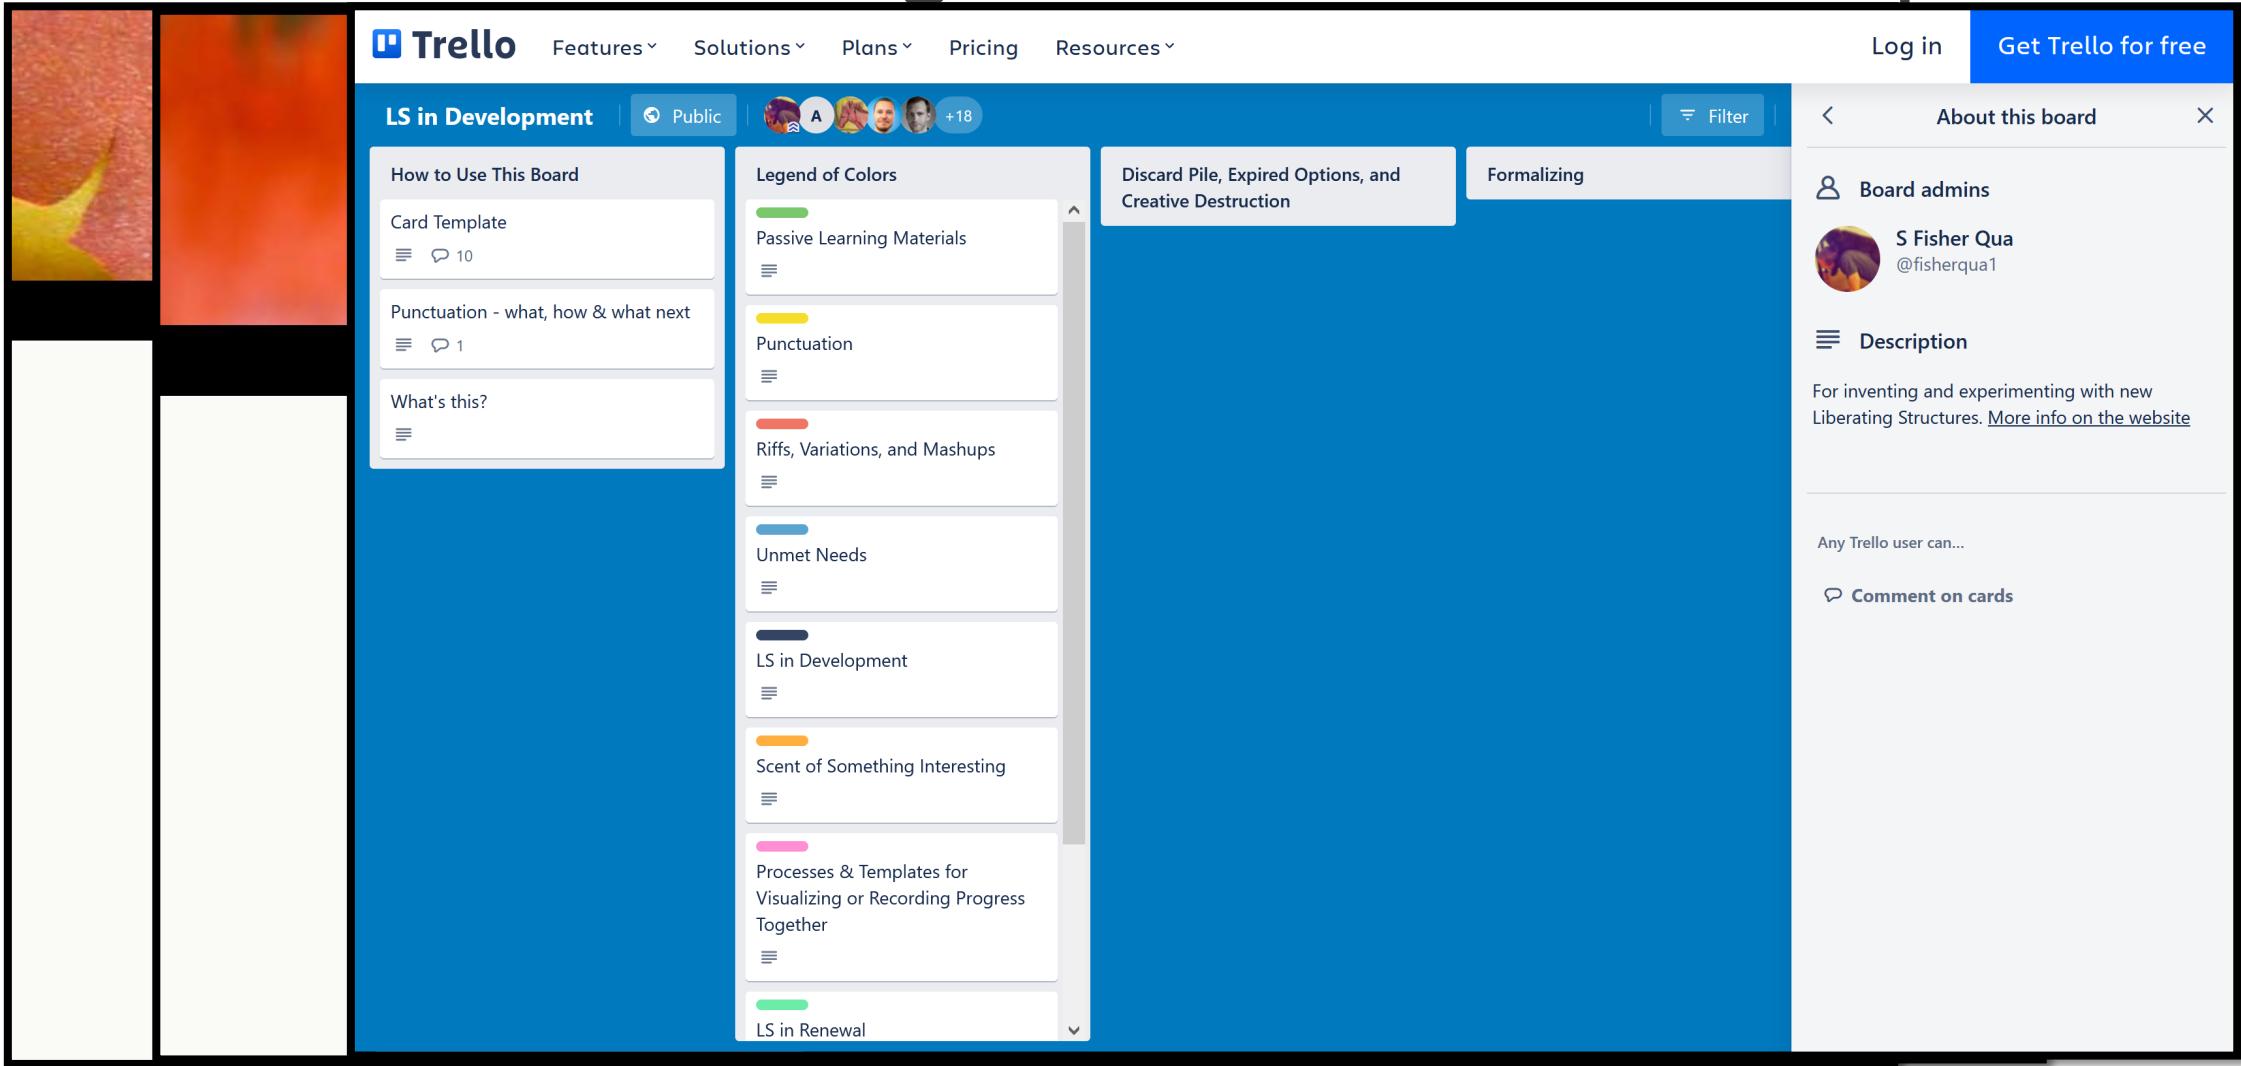 Trello
Features Solutions Plans Pricing Resources
Log in
Get Trello for free
LS in Development
Public
A
+18
Filter
How to Use This Board
Card Template
10
Punctuation - what, how & what next
1
What's this?
Legend of Colors
Passive Learning Materials
Punctuation
Riffs, Variations, and Mashups
Unmet Needs
LS in Development
Scent of Something Interesting
Processes & Templates for
Visualizing or Recording Progress
Together
LS in Renewal
Discard Pile, Expired Options, and
Creative Destruction
Formalizing
About this board
Board admins
S Fisher Qua
@fisherqua1
Description
For inventing and experimenting with new
Liberating Structures. More info on the website
Any Trello user can...
Comment on cards